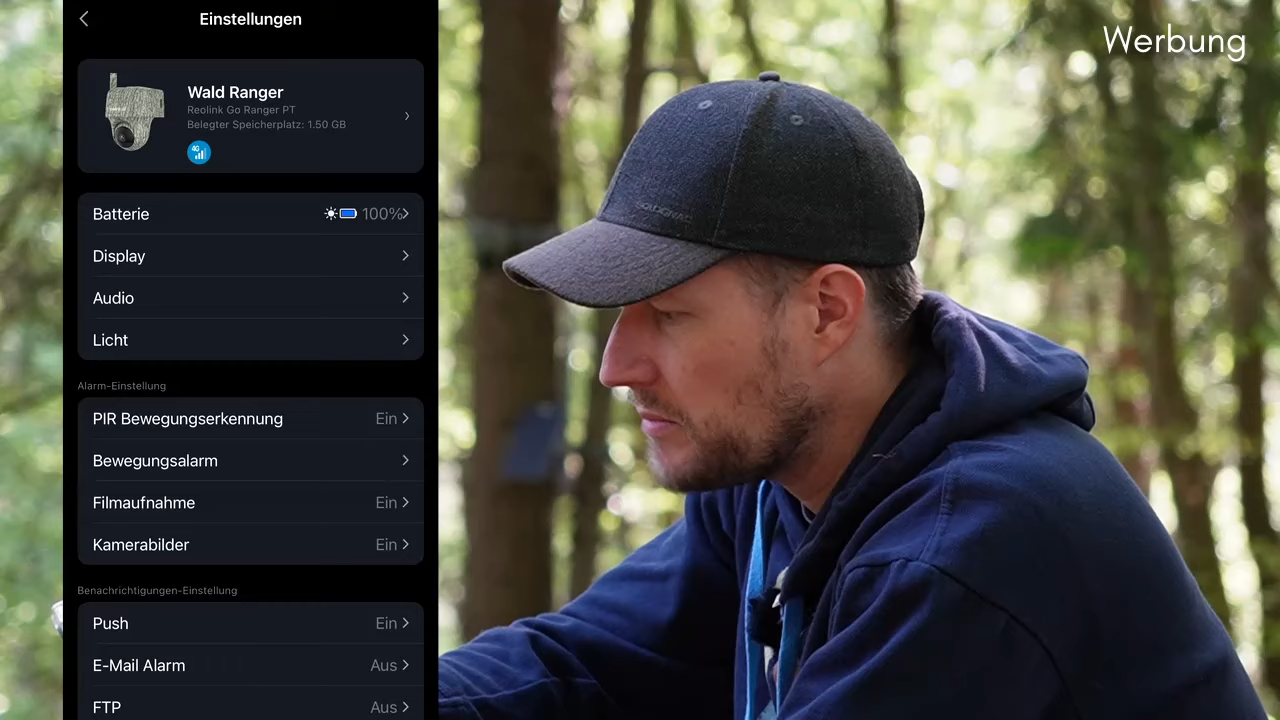 Einstellungen
Werbung
Wald Ranger
Reolink Go Ranger PT
Belegter Speicherplatz: 1.50 GB
4G
Batterie 100%
Display
Audio
Licht
Alarm-Einstellung
PIR Bewegungserkennung Ein
Bewegungsalarm
Filmaufnahme Ein
Kamerabilder Ein
Benachrichtigungen-Einstellung
Push Ein
E-Mail Alarm Aus
FTP Aus